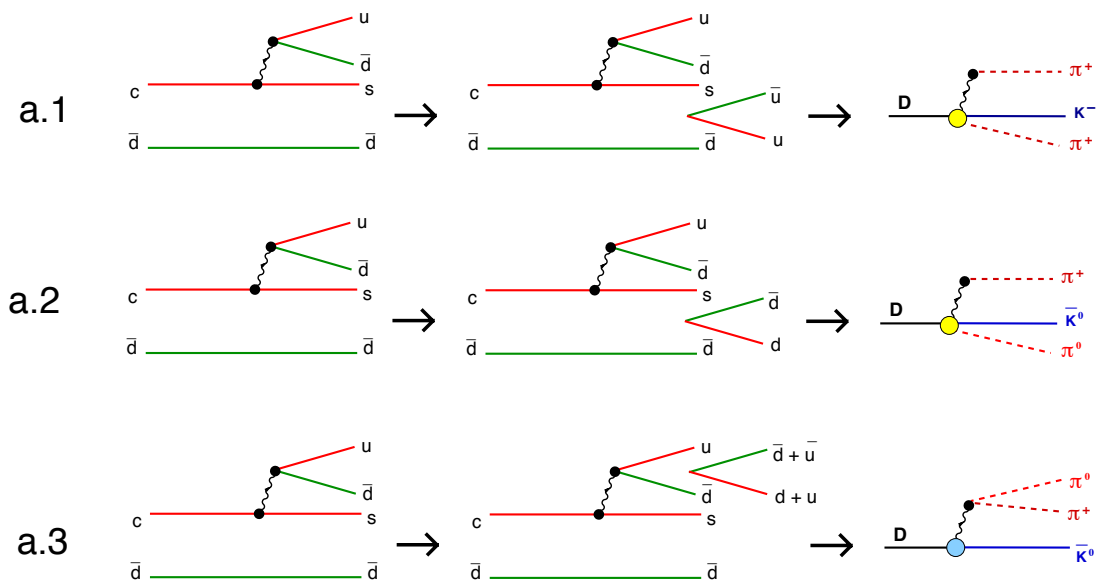 u
d̅
c
s
d̅
d̅
a.1
u
d̅
c
s
u̅
d̅
d̅
u
D
π⁺
K⁻
π⁺
u
d̅
c
s
d̅
d̅
a.2
u
d̅
c
s
d̅
d̅
d̅
d
D
π⁺
K̅⁰
π⁰
u
d̅
c
s
d̅
d̅
a.3
u
d̅ + u̅
d̅
d + u
c
s
d̅
d̅
D
π⁰
π⁺
K̅⁰